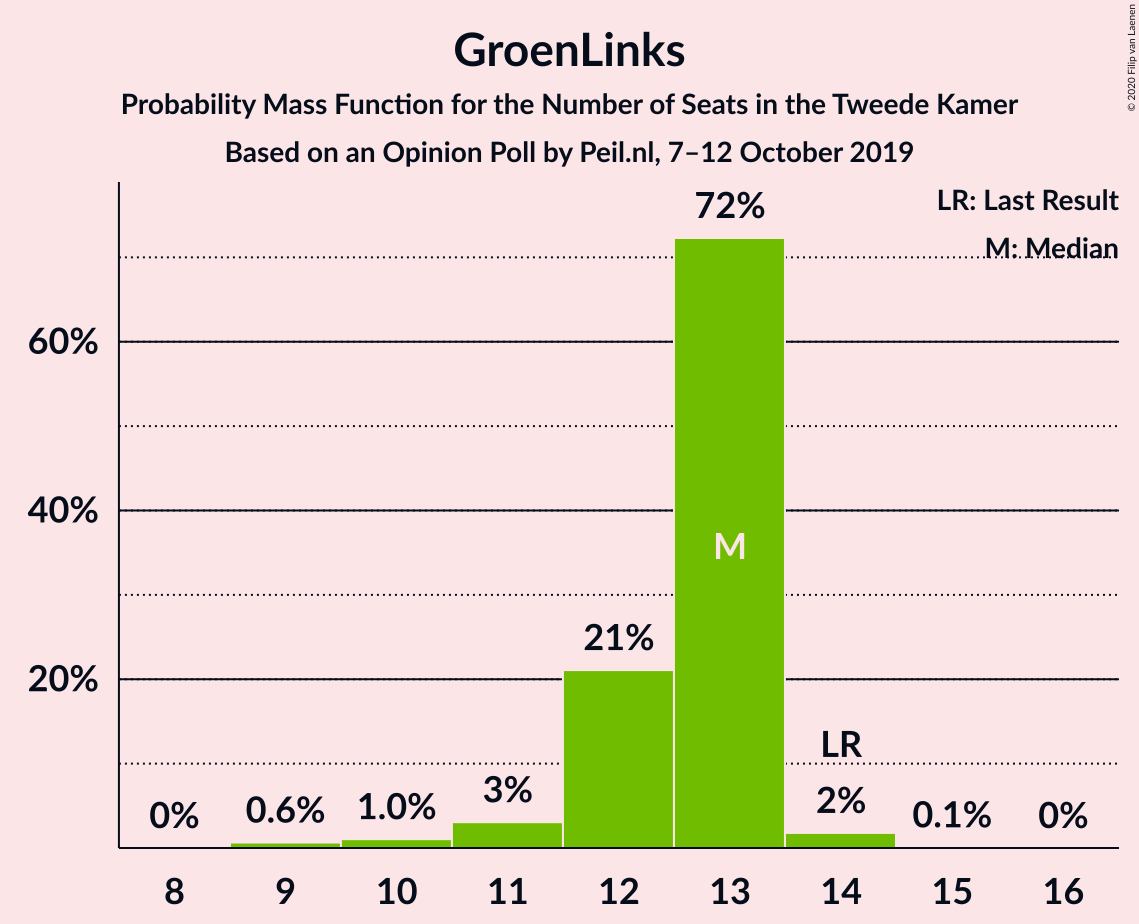 GroenLinks
Probability Mass Function for the Number of Seats in the Tweede Kamer
Based on an Opinion Poll by Peil.nl, 7–12 October 2019
© 2020 Filip van Laenen
LR: Last Result
M: Median
60%
40%
20%
0%
0.6%
1.0%
3%
21%
72%
M
LR
2%
0.1%
0%
8 9 10 11 12 13 14 15 16